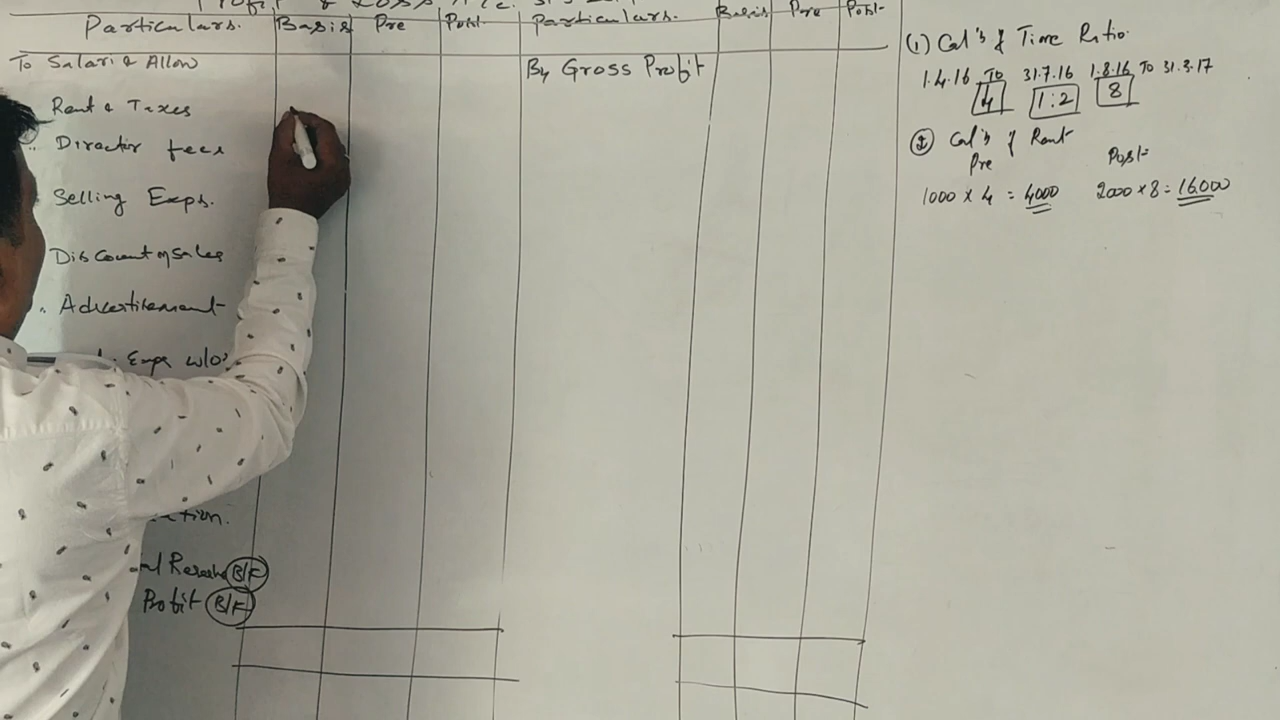 Particulars. Basis Pre Post Particulars. Basis Pre Post
To Salari & Allow
Rent & Taxes
Director fees
Selling Exps.
Discount of Sales
Advertisement
Exps w/o
B/F
Profit B/F
By Gross Profit
(1) Cal's of Time Ratio
1.4.16 To 31.7.16 1.8.16 To 31.3.17
4 1:2 8
(2) Cal's of Rent
Pre Post
1000 × 4 = 4000 2000 × 8 = 16000